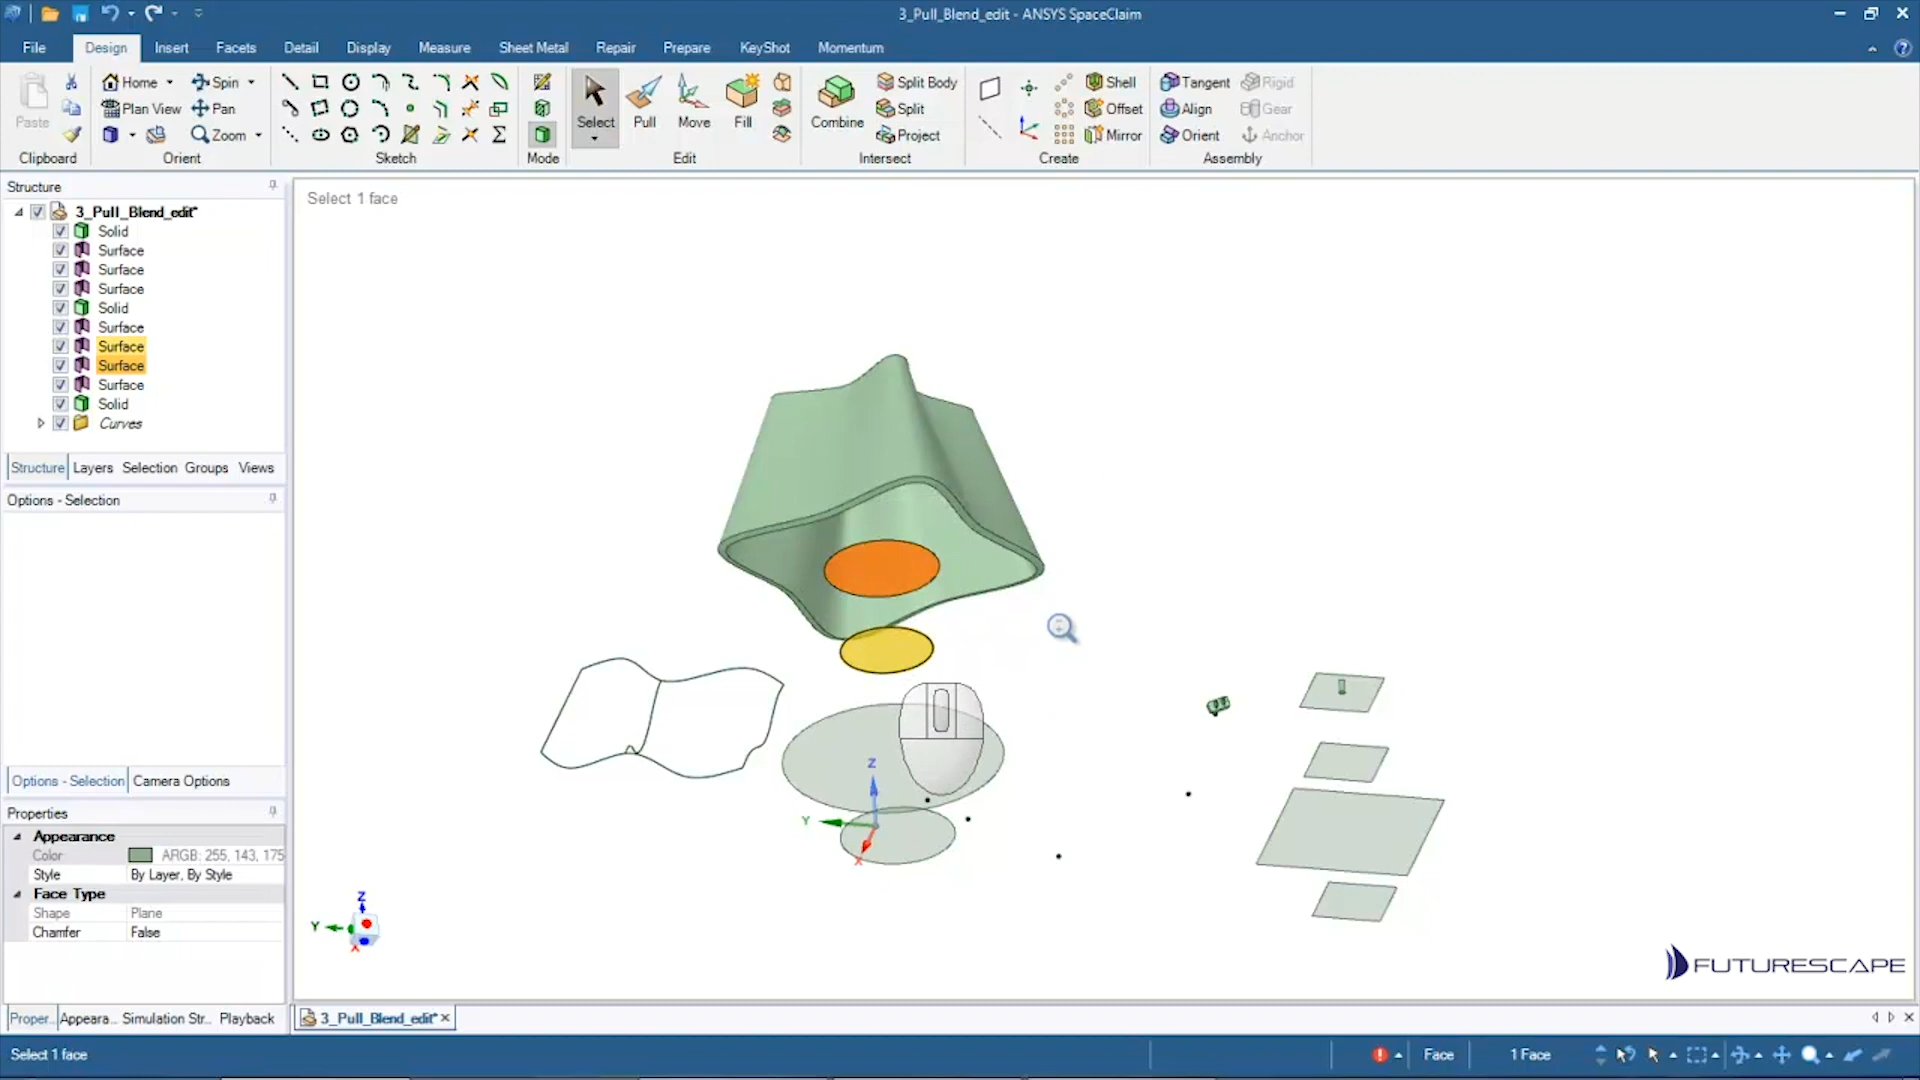 3_Pull_Blend_edit - ANSYS SpaceClaim
File Design Insert Facets Detail Display Measure Sheet Metal Repair Prepare KeyShot Momentum
Paste
Clipboard
Home Spin
Plan View Pan
Zoom
Orient
Sketch
Mode
Select Pull Move Fill
Edit
Combine
Split Body
Split
Project
Intersect
Shell
Offset
Mirror
Create
Tangent Rigid
Align Gear
Orient Anchor
Assembly
Structure
3_Pull_Blend_edit*
Solid
Surface
Surface
Surface
Solid
Surface
Surface
Surface
Surface
Solid
Curves
Structure Layers Selection Groups Views
Options - Selection
Options - Selection Camera Options
Properties
Appearance
Color ARGB: 255, 143, 175
Style By Layer, By Style
Face Type
Shape Plane
Chamfer False
Proper... Appeara... Simulation Str... Playback
Select 1 face
Z
Y
X
Z
Y
X
FUTURESCAPE
3_Pull_Blend_edit*
Select 1 face
Face 1 Face